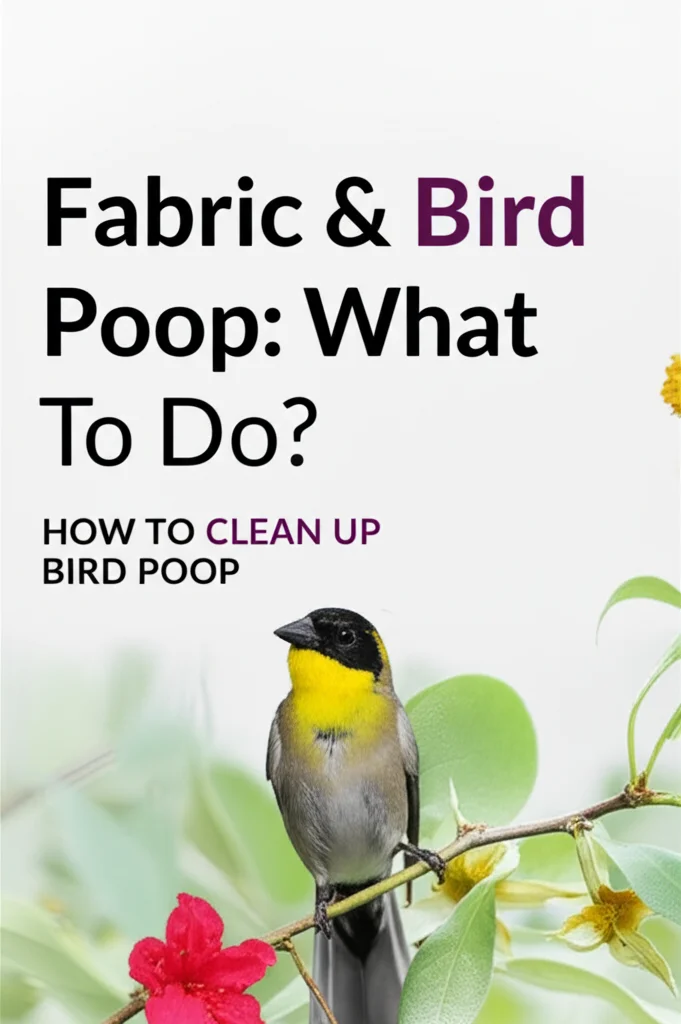 Fabric & Bird
Poop: What
To Do?
HOW TO CLEAN UP
BIRD POOP